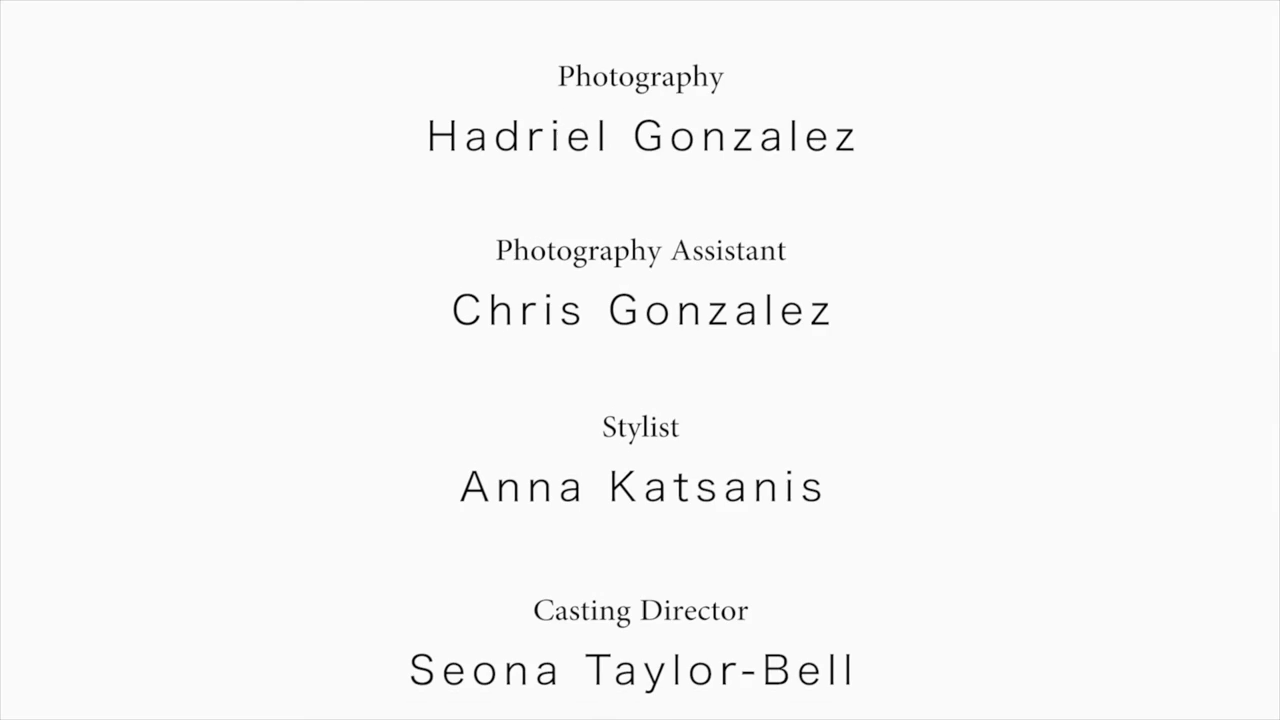 Photography
Hadriel Gonzalez
Photography Assistant
Chris Gonzalez
Stylist
Anna Katsanis
Casting Director
Seona Taylor-Bell